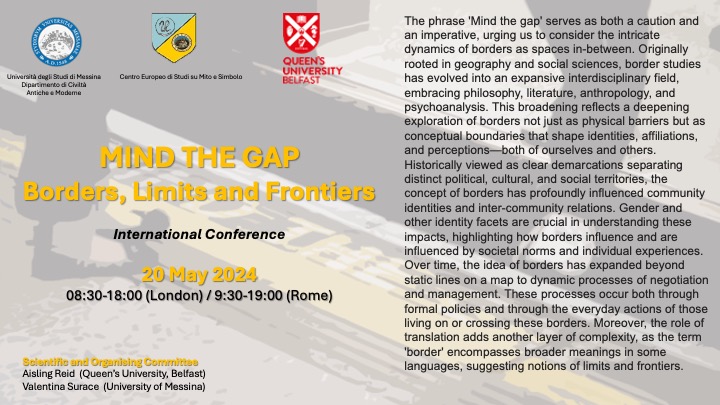 Università degli Studi di Messina
Dipartimento di Civiltà
Antiche e Moderne
Centro Europeo di Studi su Mito e Simbolo
QUEEN'S
UNIVERSITY
BELFAST
MIND THE GAP
Borders, Limits and Frontiers
International Conference
20 May 2024
08:30-18:00 (London) / 9:30-19:00 (Rome)
Scientific and Organising Committee
Aisling Reid (Queen's University, Belfast)
Valentina Surace (University of Messina)
The phrase 'Mind the gap' serves as both a caution and
an imperative, urging us to consider the intricate
dynamics of borders as spaces in-between. Originally
rooted in geography and social sciences, border studies
has evolved into an expansive interdisciplinary field,
embracing philosophy, literature, anthropology, and
psychoanalysis. This broadening reflects a deepening
exploration of borders not just as physical barriers but as
conceptual boundaries that shape identities, affiliations,
and perceptions—both of ourselves and others.
Historically viewed as clear demarcations separating
distinct political, cultural, and social territories, the
concept of borders has profoundly influenced community
identities and inter-community relations. Gender and
other identity facets are crucial in understanding these
impacts, highlighting how borders influence and are
influenced by societal norms and individual experiences.
Over time, the idea of borders has expanded beyond
static lines on a map to dynamic processes of negotiation
and management. These processes occur both through
formal policies and through the everyday actions of those
living on or crossing these borders. Moreover, the role of
translation adds another layer of complexity, as the term
'border' encompasses broader meanings in some
languages, suggesting notions of limits and frontiers.